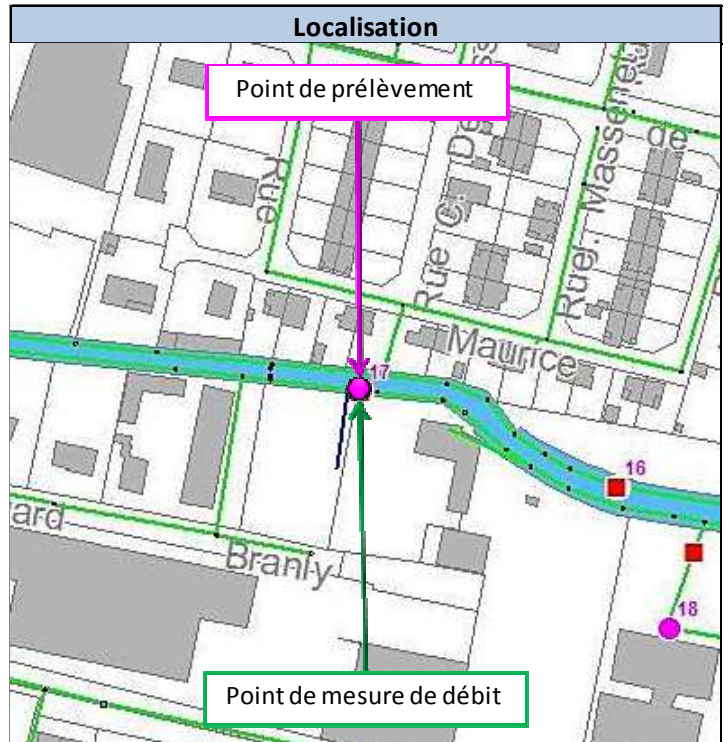 Localisation
Point de prélèvement
de
Rue
Rue C. De
Rue J. Massene
Maurice
17
16
ard
Branly
18
Point de mesure de débit